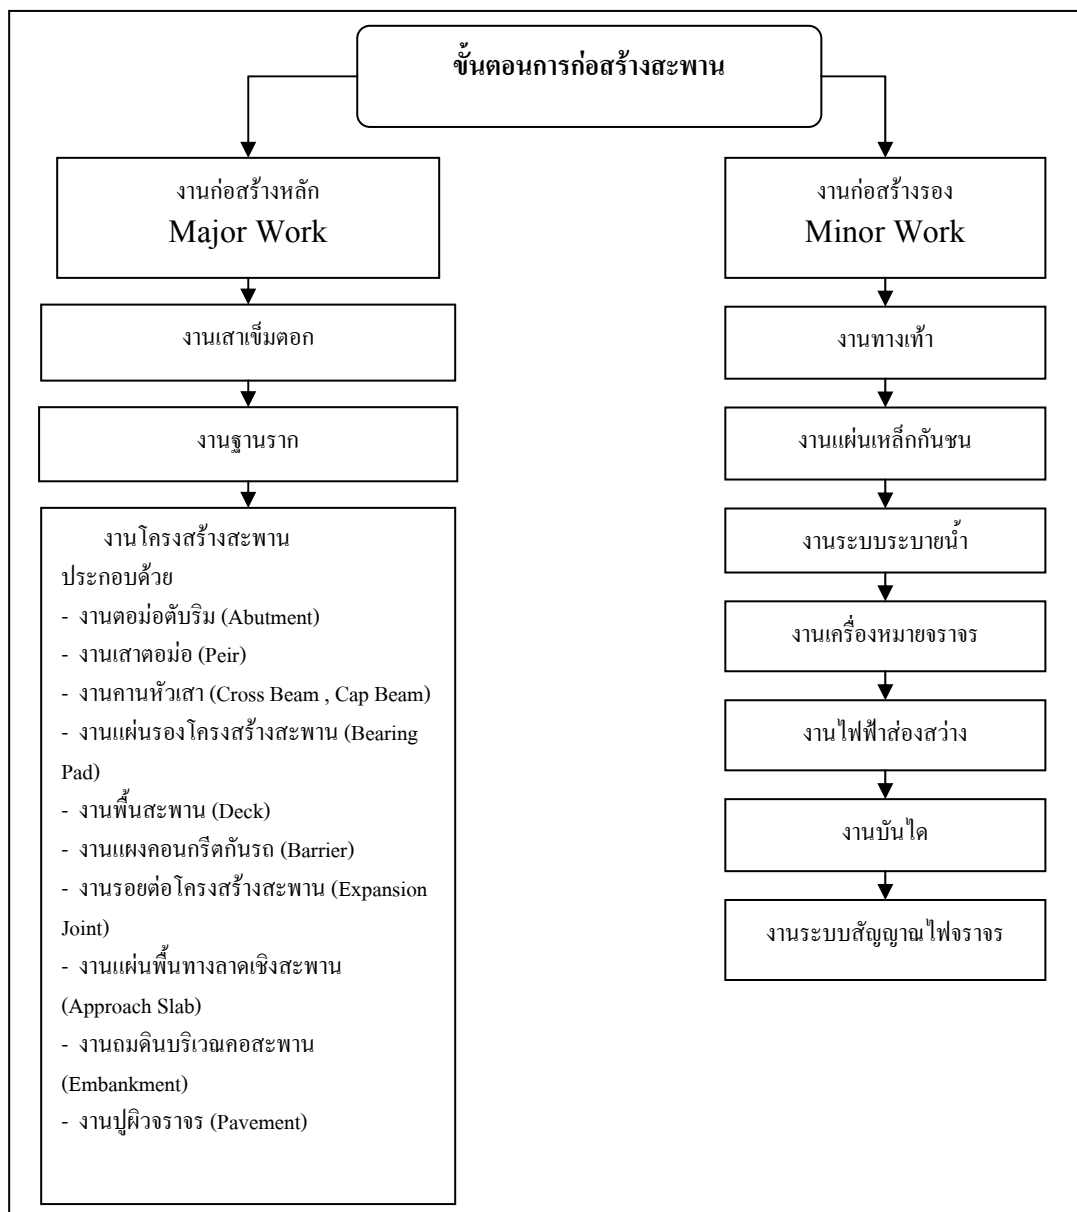 ขั้นตอนการก่อสร้างสะพาน
งานก่อสร้างหลัก
Major Work
งานเสาเข็มตอก
งานฐานราก
งานโครงสร้างสะพาน
ประกอบด้วย
- งานตอม่อตับริม (Abutment)
- งานเสาตอม่อ (Peir)
- งานคานหัวเสา (Cross Beam , Cap Beam)
- งานแผ่นรองโครงสร้างสะพาน (Bearing
Pad)
- งานพื้นสะพาน (Deck)
- งานแผงคอนกรีตกันรถ (Barrier)
- งานรอยต่อโครงสร้างสะพาน (Expansion
Joint)
- งานแผ่นพื้นทางลาดเชิงสะพาน
(Approach Slab)
- งานถมดินบริเวณคอสะพาน
(Embankment)
- งานปูผิวจราจร (Pavement)
งานก่อสร้างรอง
Minor Work
งานทางเท้า
งานแผ่นเหล็กกันชน
งานระบบระบายน้ำ
งานเครื่องหมายจราจร
งานไฟฟ้าส่องสว่าง
งานบันได
งานระบบสัญญาณไฟจราจร